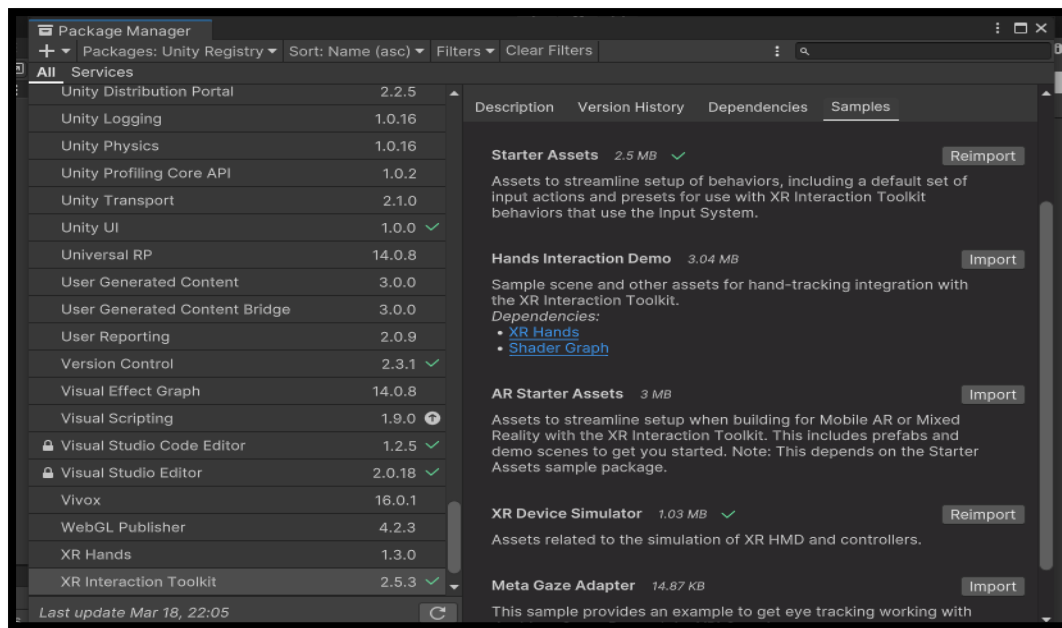 Package Manager
Packages: Unity Registry Sort: Name (asc) Filters Clear Filters
All Services
Unity Distribution Portal 2.2.5
Unity Logging 1.0.16
Unity Physics 1.0.16
Unity Profiling Core API 1.0.2
Unity Transport 2.1.0
Unity UI 1.0.0
Universal RP 14.0.8
User Generated Content 3.0.0
User Generated Content Bridge 3.0.0
User Reporting 2.0.9
Version Control 2.3.1
Visual Effect Graph 14.0.8
Visual Scripting 1.9.0
Visual Studio Code Editor 1.2.5
Visual Studio Editor 2.0.18
Vivox 16.0.1
WebGL Publisher 4.2.3
XR Hands 1.3.0
XR Interaction Toolkit 2.5.3
Last update Mar 18, 22:05
Description Version History Dependencies Samples
Starter Assets 2.5 MB Reimport
Assets to streamline setup of behaviors, including a default set of
input actions and presets for use with XR Interaction Toolkit
behaviors that use the Input System.
Hands Interaction Demo 3.04 MB Import
Sample scene and other assets for hand-tracking integration with
the XR Interaction Toolkit.
Dependencies:
• XR Hands
• Shader Graph
AR Starter Assets 3 MB Import
Assets to streamline setup when building for Mobile AR or Mixed
Reality with the XR Interaction Toolkit. This includes prefabs and
demo scenes to get you started. Note: This depends on the Starter
Assets sample package.
XR Device Simulator 1.03 MB Reimport
Assets related to the simulation of XR HMD and controllers.
Meta Gaze Adapter 14.87 KB Import
This sample provides an example to get eye tracking working with